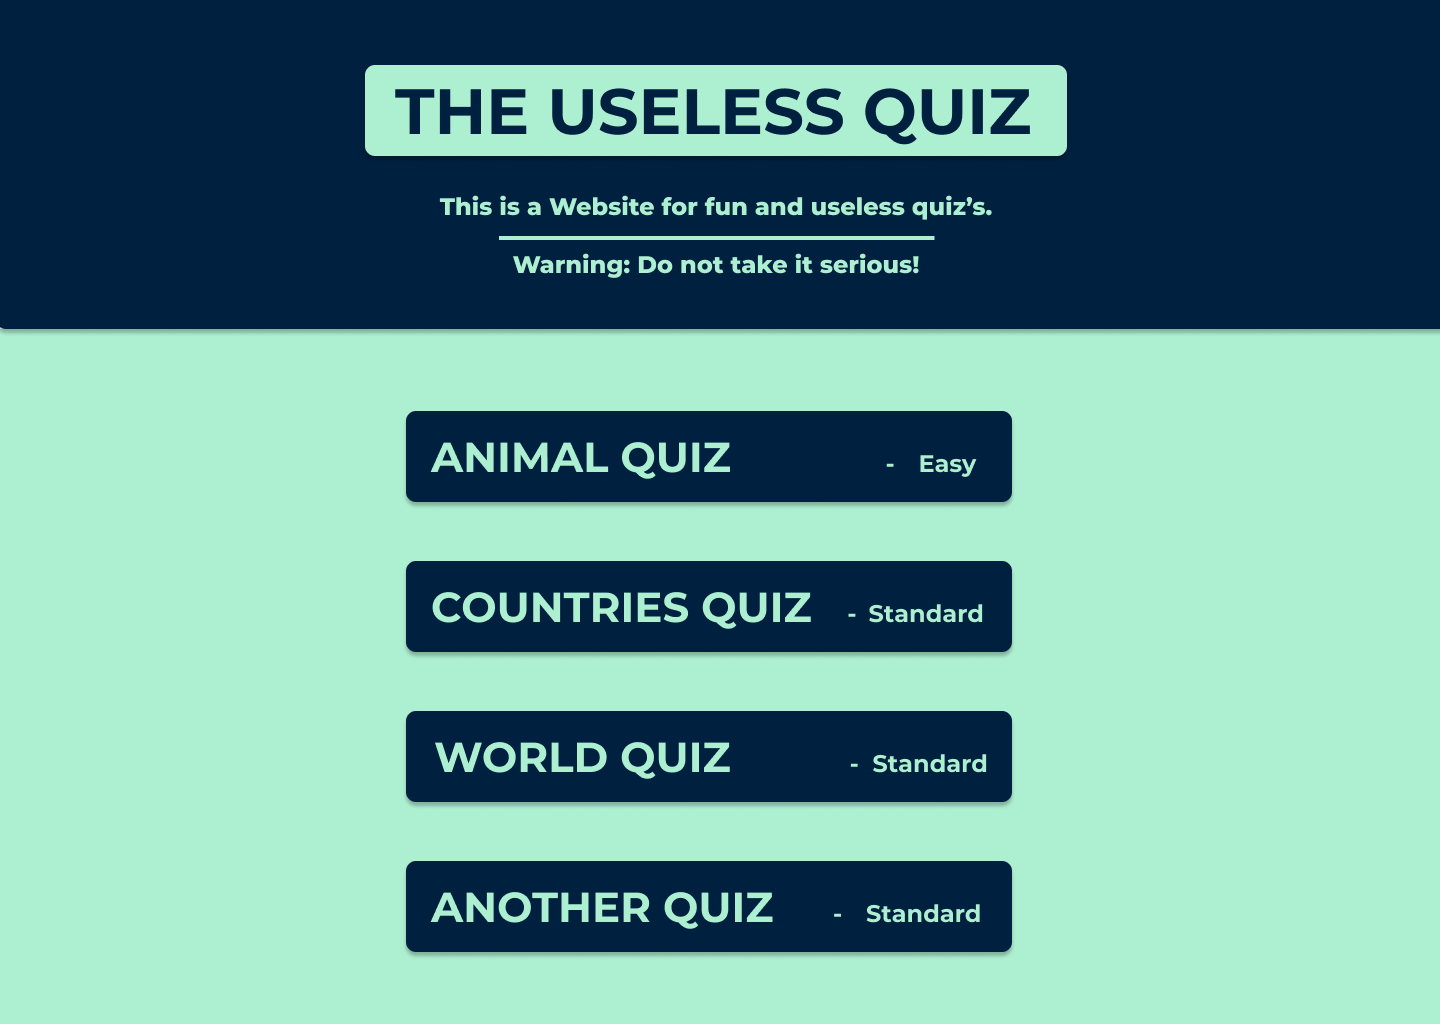 THE USELESS QUIZ
This is a Website for fun and useless quiz’s.
Warning: Do not take it serious!
ANIMAL QUIZ - Easy
COUNTRIES QUIZ - Standard
WORLD QUIZ - Standard
ANOTHER QUIZ - Standard